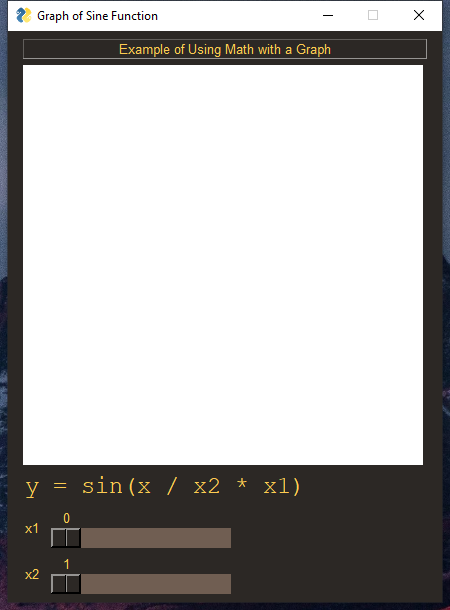 Graph of Sine Function
Example of Using Math with a Graph
y = sin(x / x2 * x1)
0
x1
1
x2